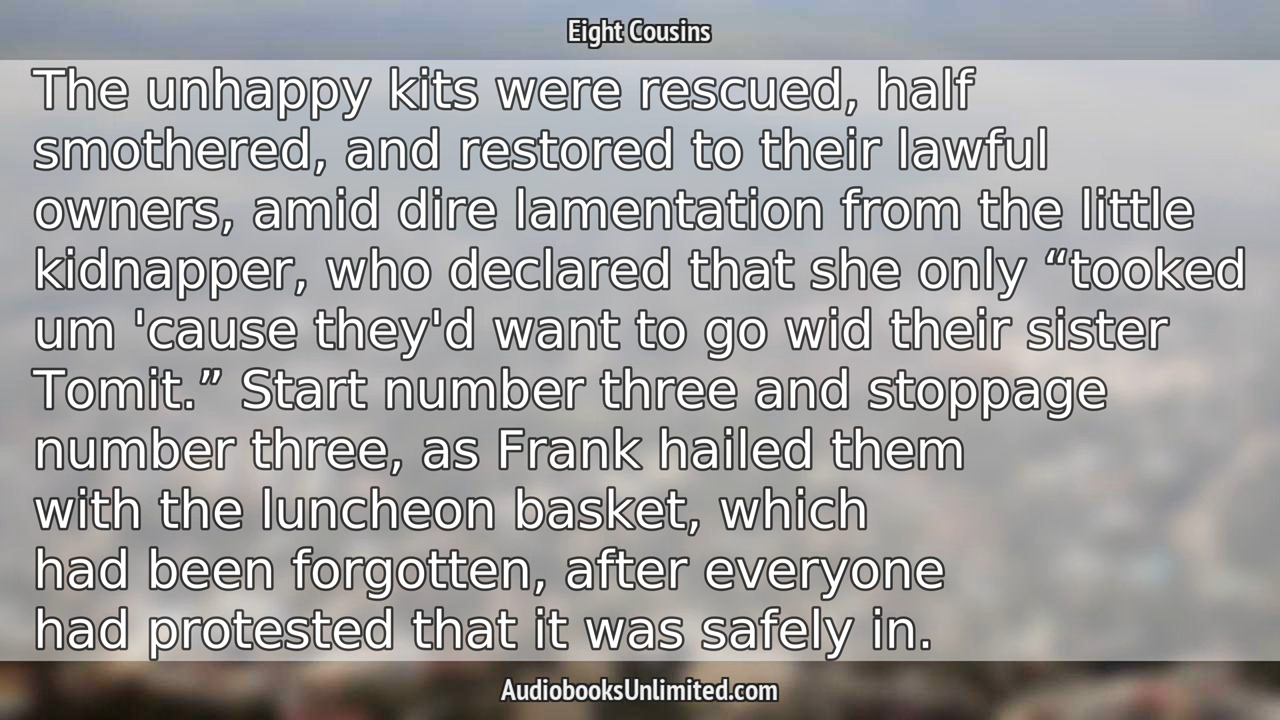 Eight Cousins
The unhappy kits were rescued, half
smothered, and restored to their lawful
owners, amid dire lamentation from the little
kidnapper, who declared that she only “tooked
um 'cause they'd want to go wid their sister
Tomit.” Start number three and stoppage
number three, as Frank hailed them
with the luncheon basket, which
had been forgotten, after everyone
had protested that it was safely in.
AudiobooksUnlimited.com